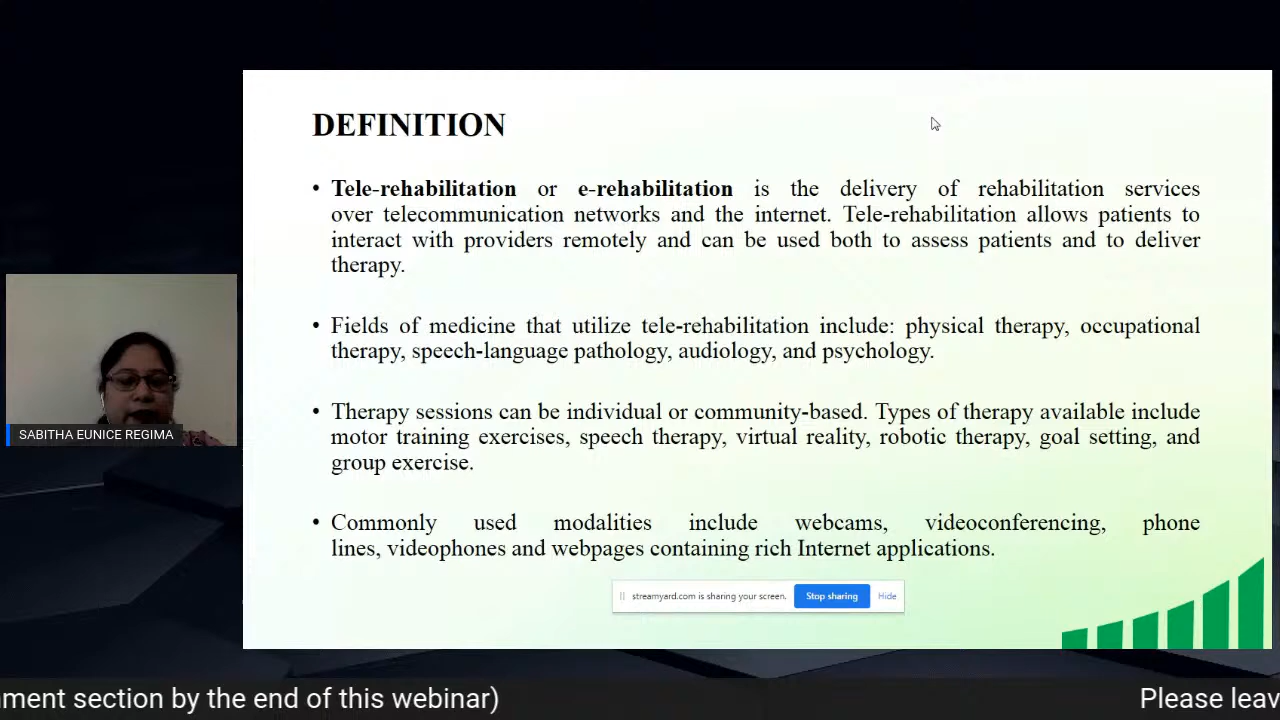 DEFINITION
• Tele-rehabilitation or e-rehabilitation is the delivery of rehabilitation services
over telecommunication networks and the internet. Tele-rehabilitation allows patients to
interact with providers remotely and can be used both to assess patients and to deliver
therapy.
• Fields of medicine that utilize tele-rehabilitation include: physical therapy, occupational
therapy, speech-language pathology, audiology, and psychology.
• Therapy sessions can be individual or community-based. Types of therapy available include
motor training exercises, speech therapy, virtual reality, robotic therapy, goal setting, and
group exercise.
• Commonly used modalities include webcams, videoconferencing, phone
lines, videophones and webpages containing rich Internet applications.
streamyard.com is sharing your screen. Stop sharing Hide
SABITHA EUNICE REGIMA
nment section by the end of this webinar) Please leav